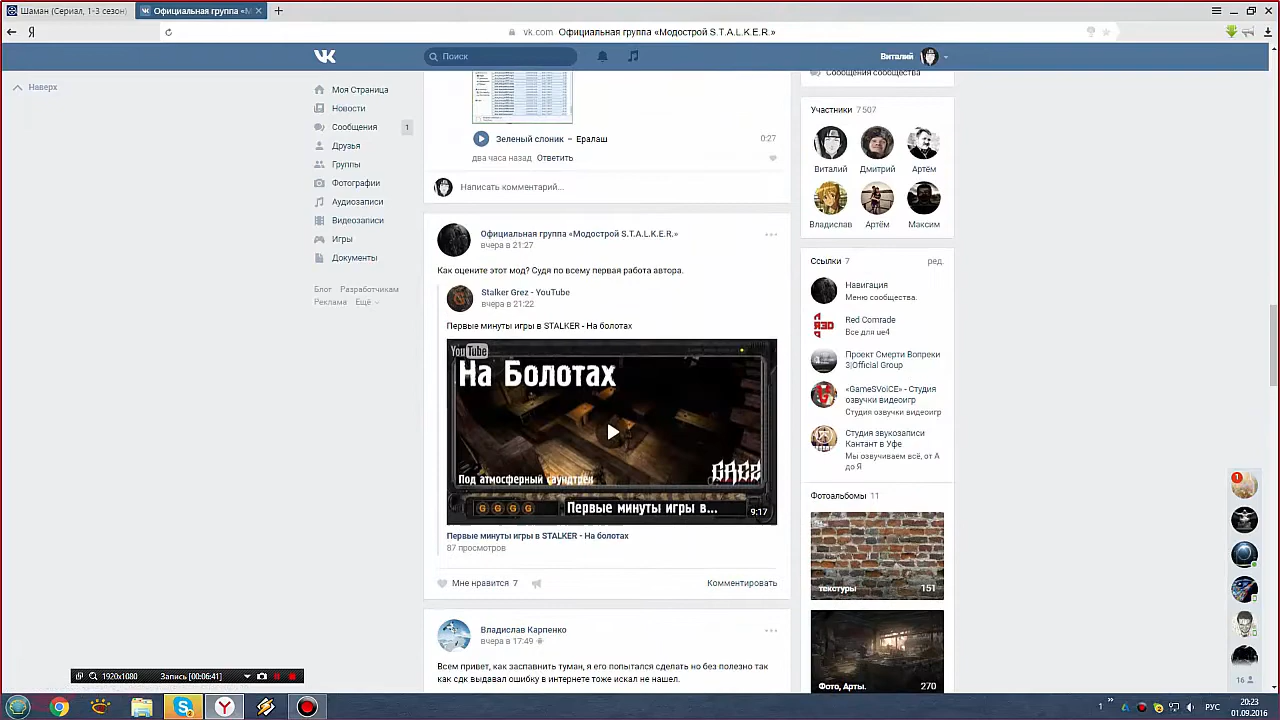 Шаман (Сериал, 1-3 сезон)
Официальная группа «М
Я
vk.com Официальная группа «Модострой S.T.A.L.K.E.R.»
Поиск
Виталий
Наверх
Моя Страница
Новости
Сообщения 1
Друзья
Группы
Фотографии
Аудиозаписи
Видеозаписи
Игры
Документы
Блог Разработчикам
Реклама Ещё
Зеленый слоник – Ералаш 0:27
два часа назад Ответить
Написать комментарий...
Официальная группа «Модострой S.T.A.L.K.E.R.»
вчера в 21:27
Как оцените этот мод? Судя по всему первая работа автора.
Stalker Grez - YouTube
вчера в 21:22
Первые минуты игры в STALKER - На болотах
YouTube
На Болотах
Под атмосферный саундтрек
GREZ
G G G G
Первые минуты игры в...
9:17
Первые минуты игры в STALKER - На болотах
87 просмотров
Мне нравится 7
Комментировать
Владислав Карпенко
вчера в 17:49
Всем привет, как заспавнить туман, я его попытался сделать но без полезно так
как сдк выдавал ошибку в интернете тоже искал не нашел.
Сообщения сообщества
Участники 7 507
Виталий Дмитрий Артём
Владислав Артём Максим
Ссылки 7 ред.
Навигация
Меню сообщества.
Red Comrade
Все для ue4
Проект Смерти Вопреки
3|Official Group
«GameSVoiCE» - Студия
озвучки видеоигр
Студия озвучки видеоигр
Студия звукозаписи
Кантант в Уфе
Мы озвучиваем всё, от А
до Я
Фотоальбомы 11
текстуры 151
Фото, Арты. 270
1
16
1920x1080 Запись [00:06:41]
1
РУС
20:23
01.09.2016